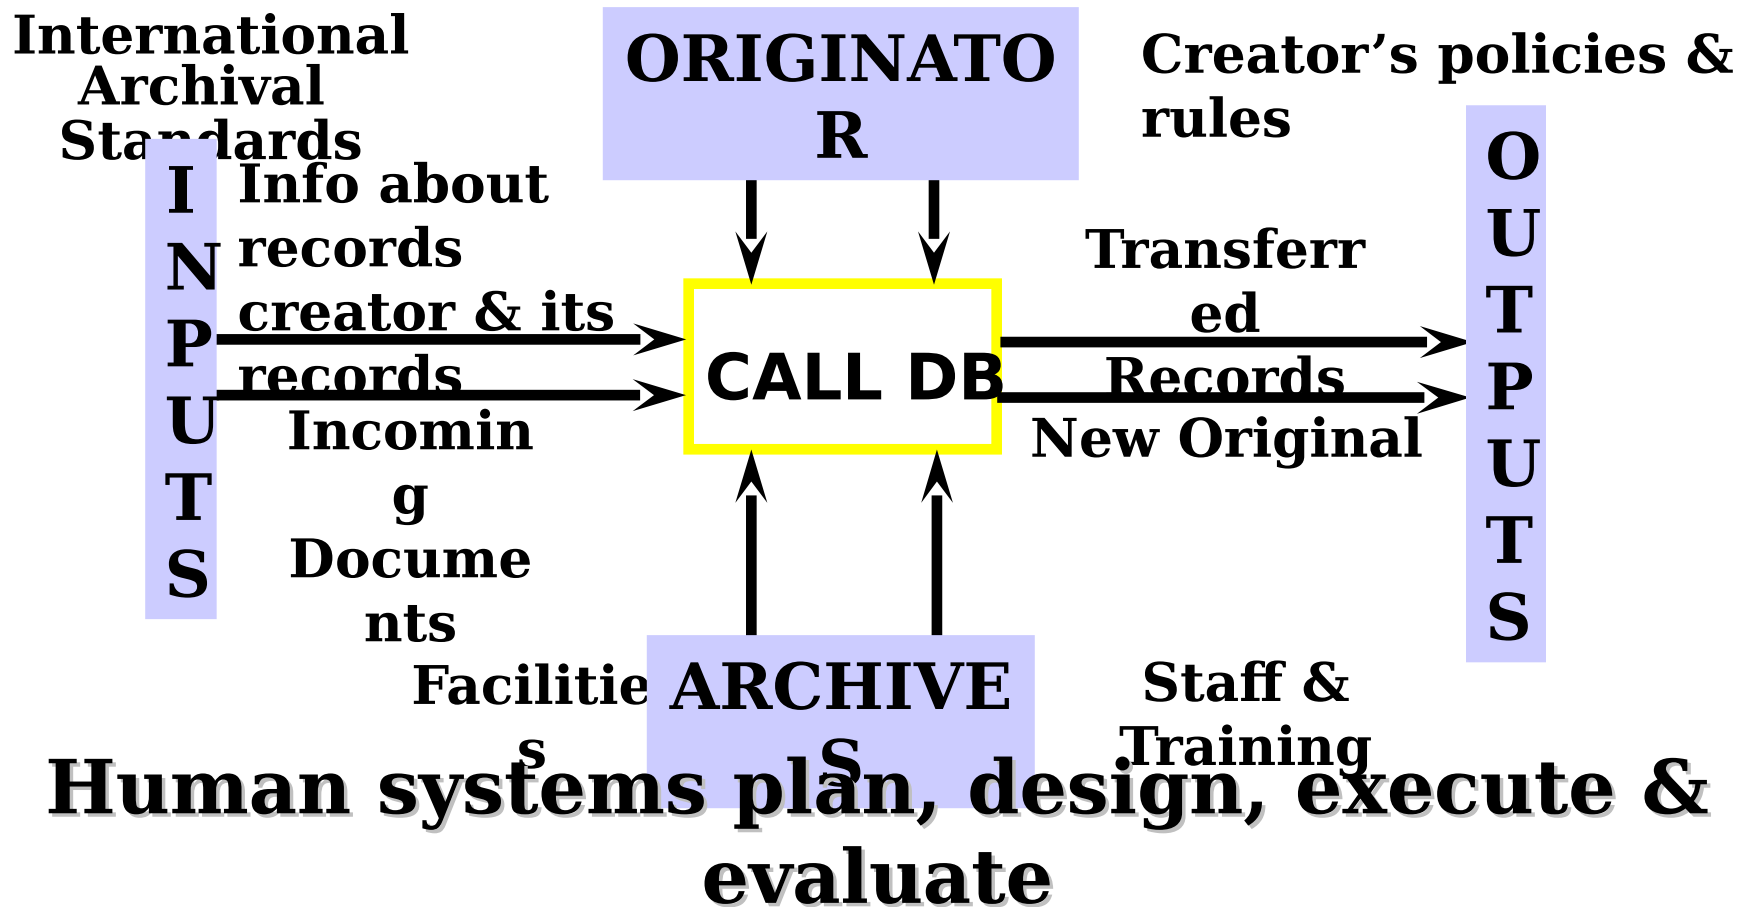 International
Archival
Standards
ORIGINATO
R
Creator’s policies &
rules
I
N
P
U
T
S
Info about
records
creator & its
records
Incomin
g
Docume
nts
CALL DB
Transferr
ed
Records
New Original
O
U
T
P
U
T
S
Facilitie
s
ARCHIVE
S
Staff &
Training
Human systems plan, design, execute &
evaluate